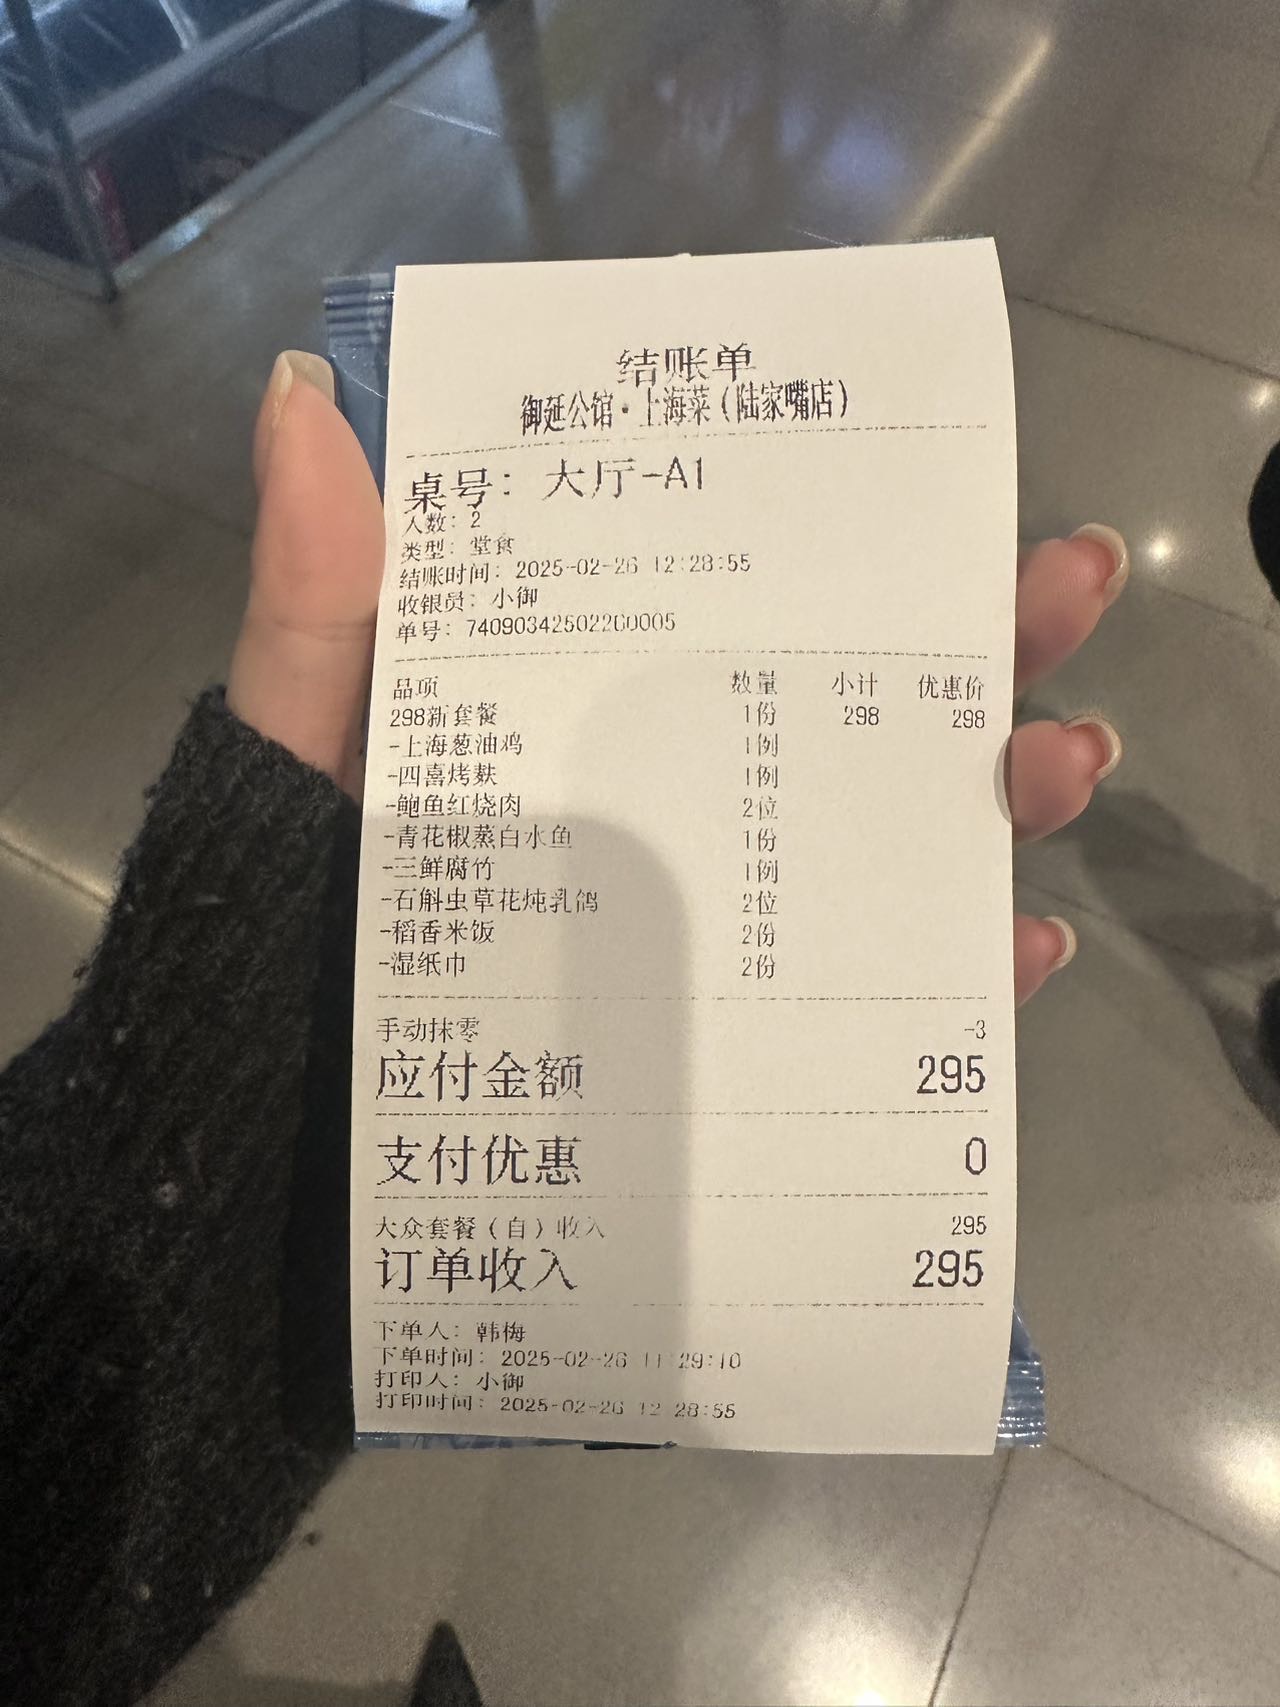 结账单
御延公馆·上海菜（陆家嘴店）
桌号：大厅-A1
人数：2
类型：堂食
结账时间：2025-02-26 12:28:55
收银员：小御
单号：74090342502260005
品项 数量 小计 优惠价
298新套餐 1份 298 298
-上海葱油鸡 1例
-四喜烤麸 1例
-鲍鱼红烧肉 2位
-青花椒蒸白水鱼 1份
-三鲜腐竹 1例
-石斛虫草花炖乳鸽 2位
-稻香米饭 2份
-湿纸巾 2份
手动抹零 -3
应付金额 295
支付优惠 0
大众套餐（自）收入 295
订单收入 295
下单人：韩梅
下单时间：2025-02-26 11:29:10
打印人：小御
打印时间：2025-02-26 12:28:55